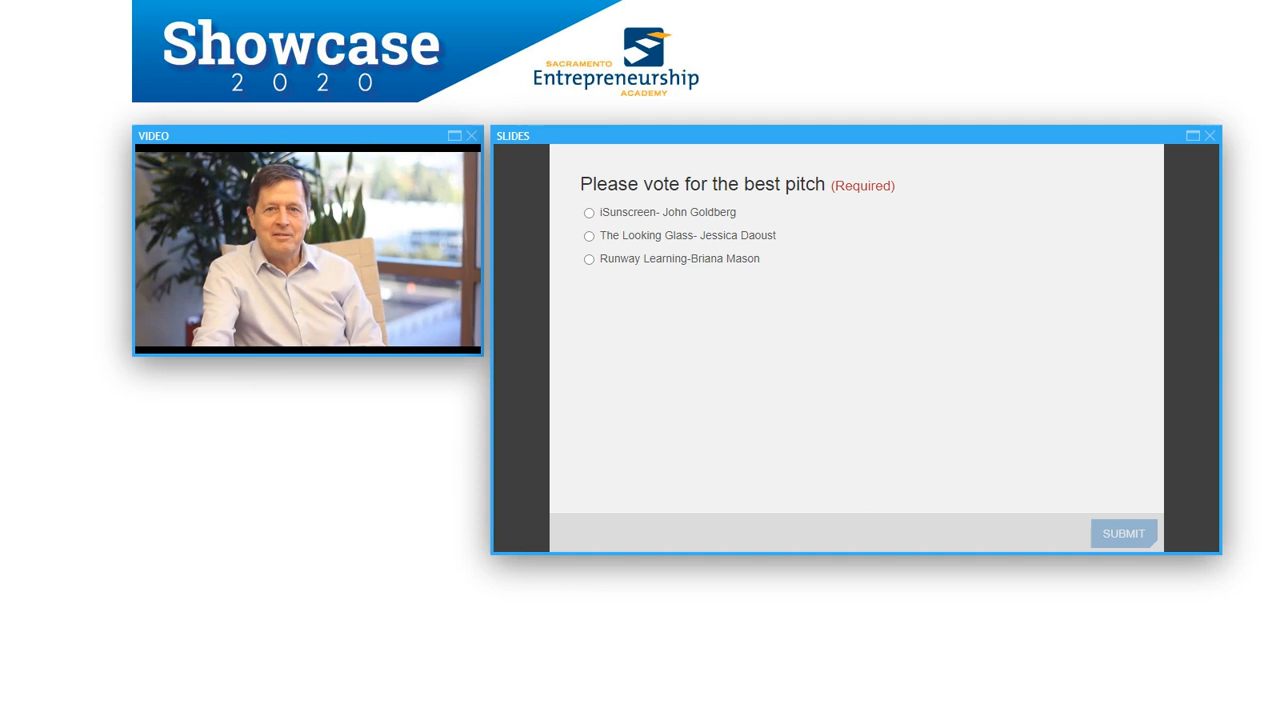 Showcase
2 0 2 0
SACRAMENTO
Entrepreneurship
ACADEMY
VIDEO
SLIDES
Please vote for the best pitch (Required)
iSunscreen- John Goldberg
The Looking Glass- Jessica Daoust
Runway Learning-Briana Mason
SUBMIT